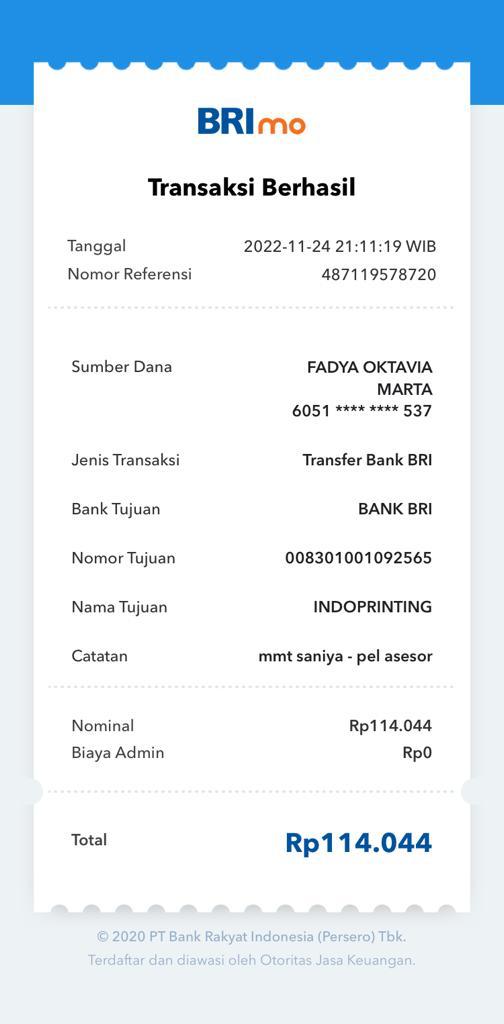 BRImo
Transaksi Berhasil
Tanggal 2022-11-24 21:11:19 WIB
Nomor Referensi 487119578720
Sumber Dana FADYA OKTAVIA
MARTA
6051 **** **** 537
Jenis Transaksi Transfer Bank BRI
Bank Tujuan BANK BRI
Nomor Tujuan 008301001092565
Nama Tujuan INDOPRINTING
Catatan mmt saniya - pel asesor
Nominal Rp114.044
Biaya Admin Rp0
Total Rp114.044
© 2020 PT Bank Rakyat Indonesia (Persero) Tbk.
Terdaftar dan diawasi oleh Otoritas Jasa Keuangan.